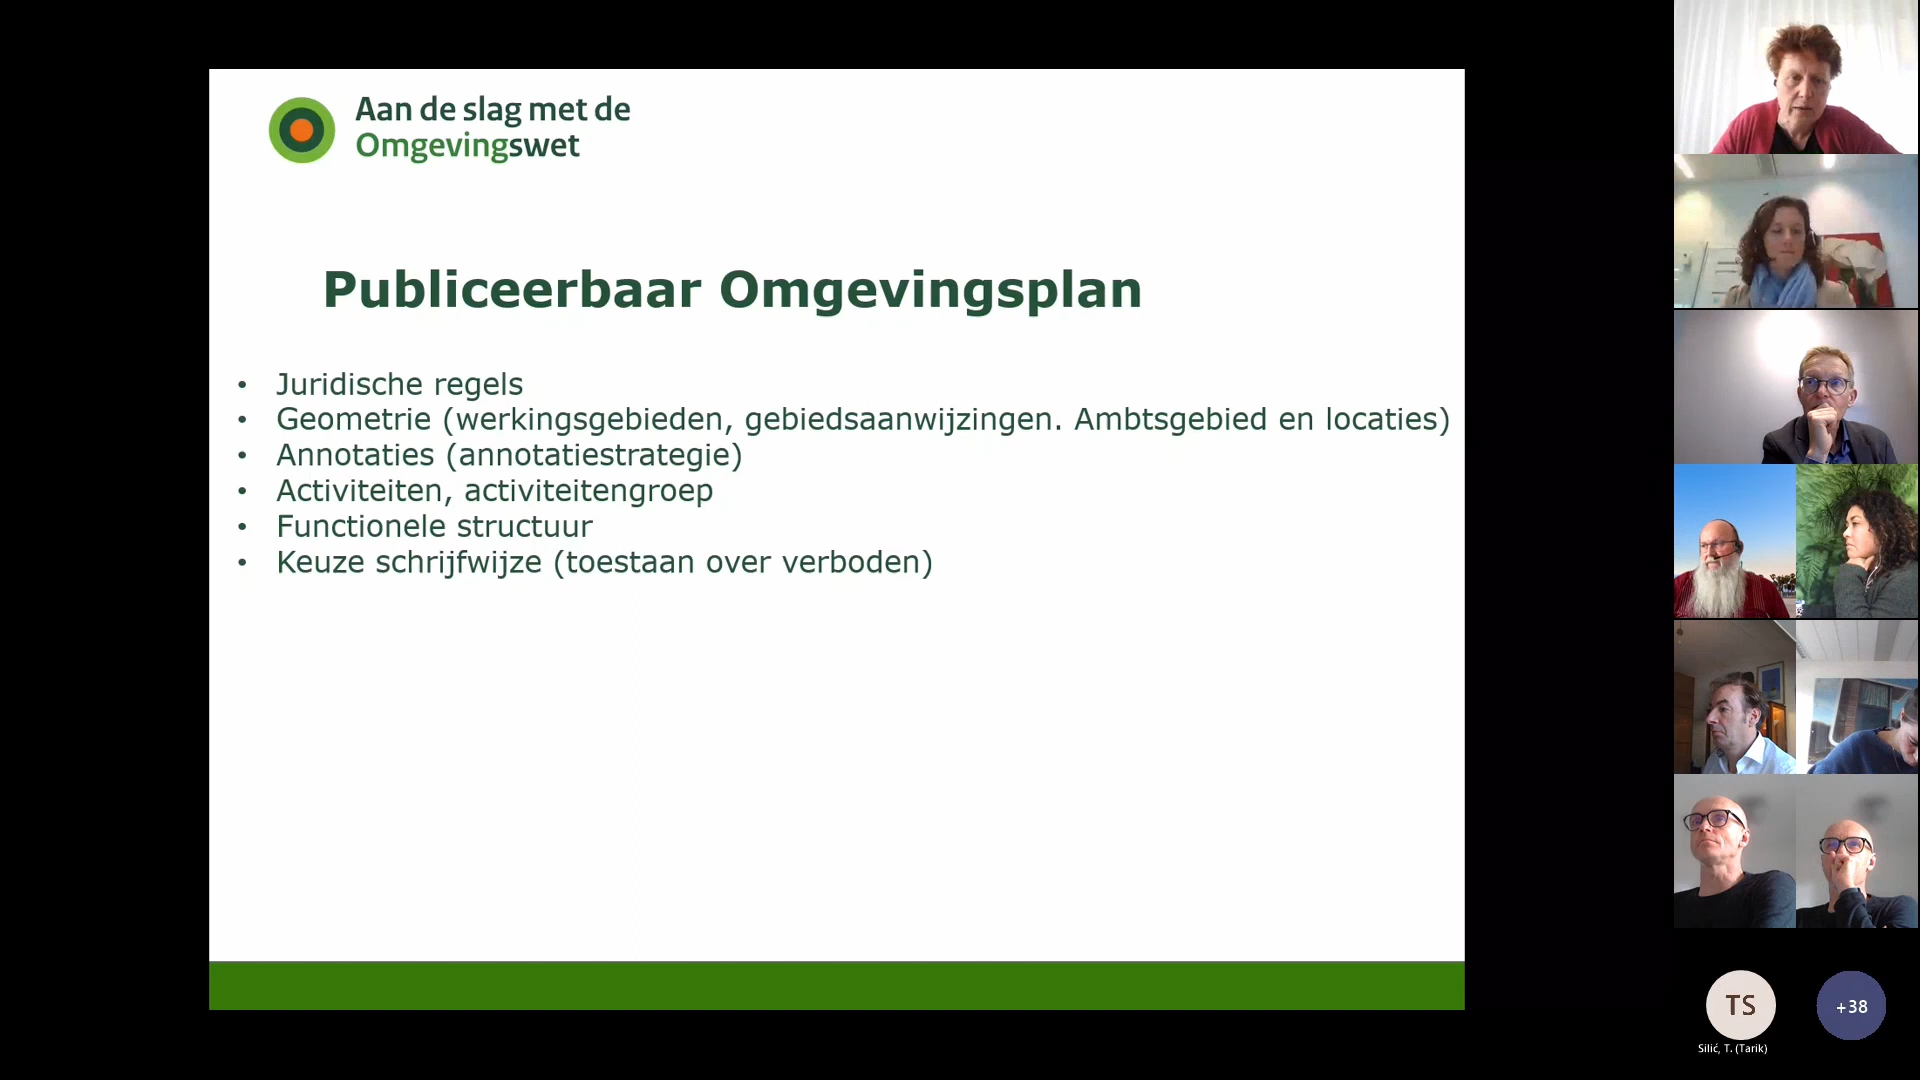 Aan de slag met de
Omgevingswet
Publiceerbaar Omgevingsplan
• Juridische regels
• Geometrie (werkingsgebieden, gebiedsaanwijzingen. Ambtsgebied en locaties)
• Annotaties (annotatiestrategie)
• Activiteiten, activiteitengroep
• Functionele structuur
• Keuze schrijfwijze (toestaan over verboden)
TS
+38
Silić, T. (Tarik)